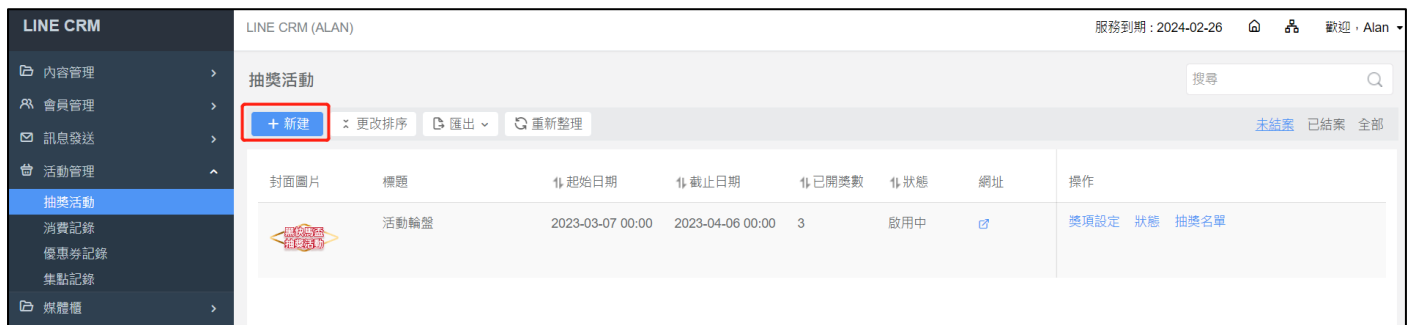 LINE CRM
LINE CRM (ALAN)
服務到期 : 2024-02-26
歡迎，Alan
內容管理
會員管理
訊息發送
活動管理
抽獎活動
消費記錄
優惠券記錄
集點記錄
媒體櫃
抽獎活動
搜尋
+ 新建 更改排序 匯出 重新整理
未結案 已結案 全部
封面圖片 標題 起始日期 截止日期 已開獎數 狀態 網址 操作
抽獎活動
活動輪盤 2023-03-07 00:00 2023-04-06 00:00 3 啟用中 獎項設定 狀態 抽獎名單